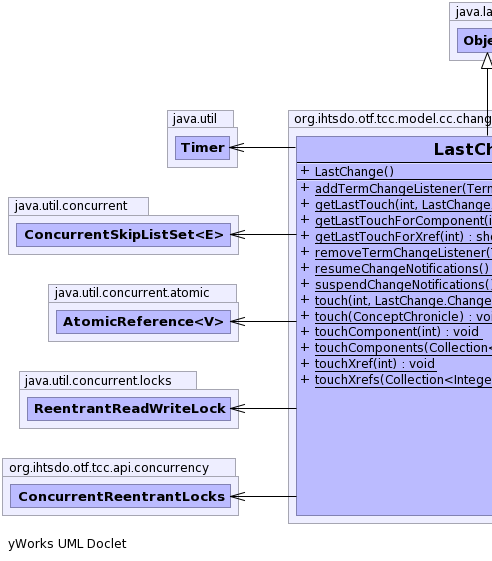 java.la
Obje
java.util
Timer
java.util.concurrent
ConcurrentSkipListSet<E>
java.util.concurrent.atomic
AtomicReference<V>
java.util.concurrent.locks
ReentrantReadWriteLock
org.ihtsdo.otf.tcc.api.concurrency
ConcurrentReentrantLocks
org.ihtsdo.otf.tcc.model.cc.chang
LastCh
+ LastChange()
+ addTermChangeListener(Term
+ getLastTouch(int, LastChange
+ getLastTouchForComponent(i
+ getLastTouchForXref(int) : sho
+ removeTermChangeListener(T
+ resumeChangeNotifications()
+ suspendChangeNotifications()
+ touch(int, LastChange.Change
+ touch(ConceptChronicle) : voi
+ touchComponent(int) : void
+ touchComponents(Collection<
+ touchXref(int) : void
+ touchXrefs(Collection<Intege
yWorks UML Doclet